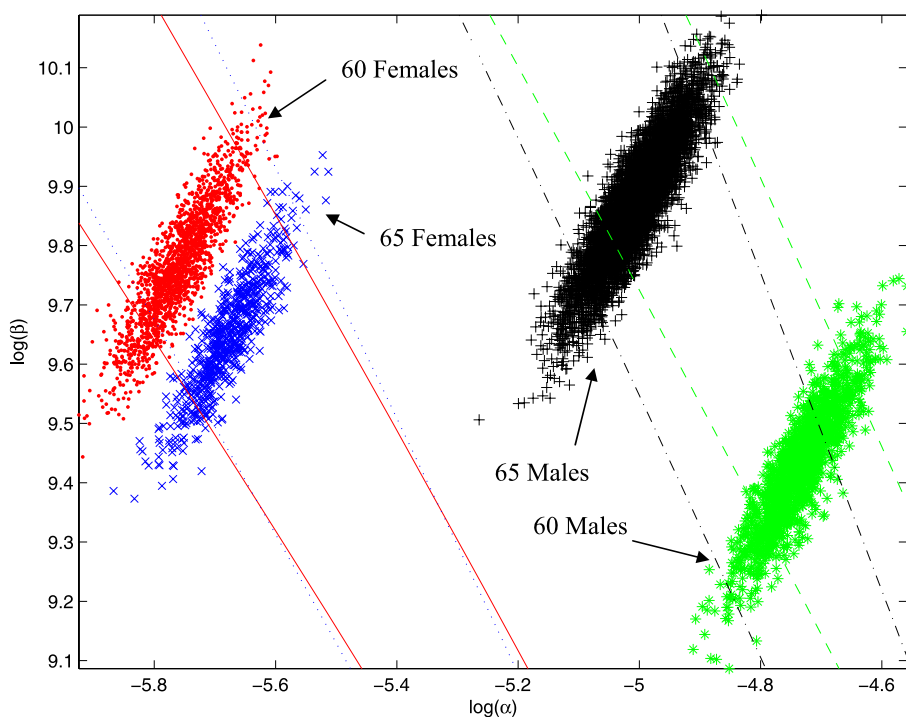 10.1
10
9.9
9.8
9.7
9.6
9.5
9.4
9.3
9.2
9.1
log(β)
60 Females
65 Females
65 Males
60 Males
−5.8 −5.6 −5.4 −5.2 −5 −4.8 −4.6
log(α)